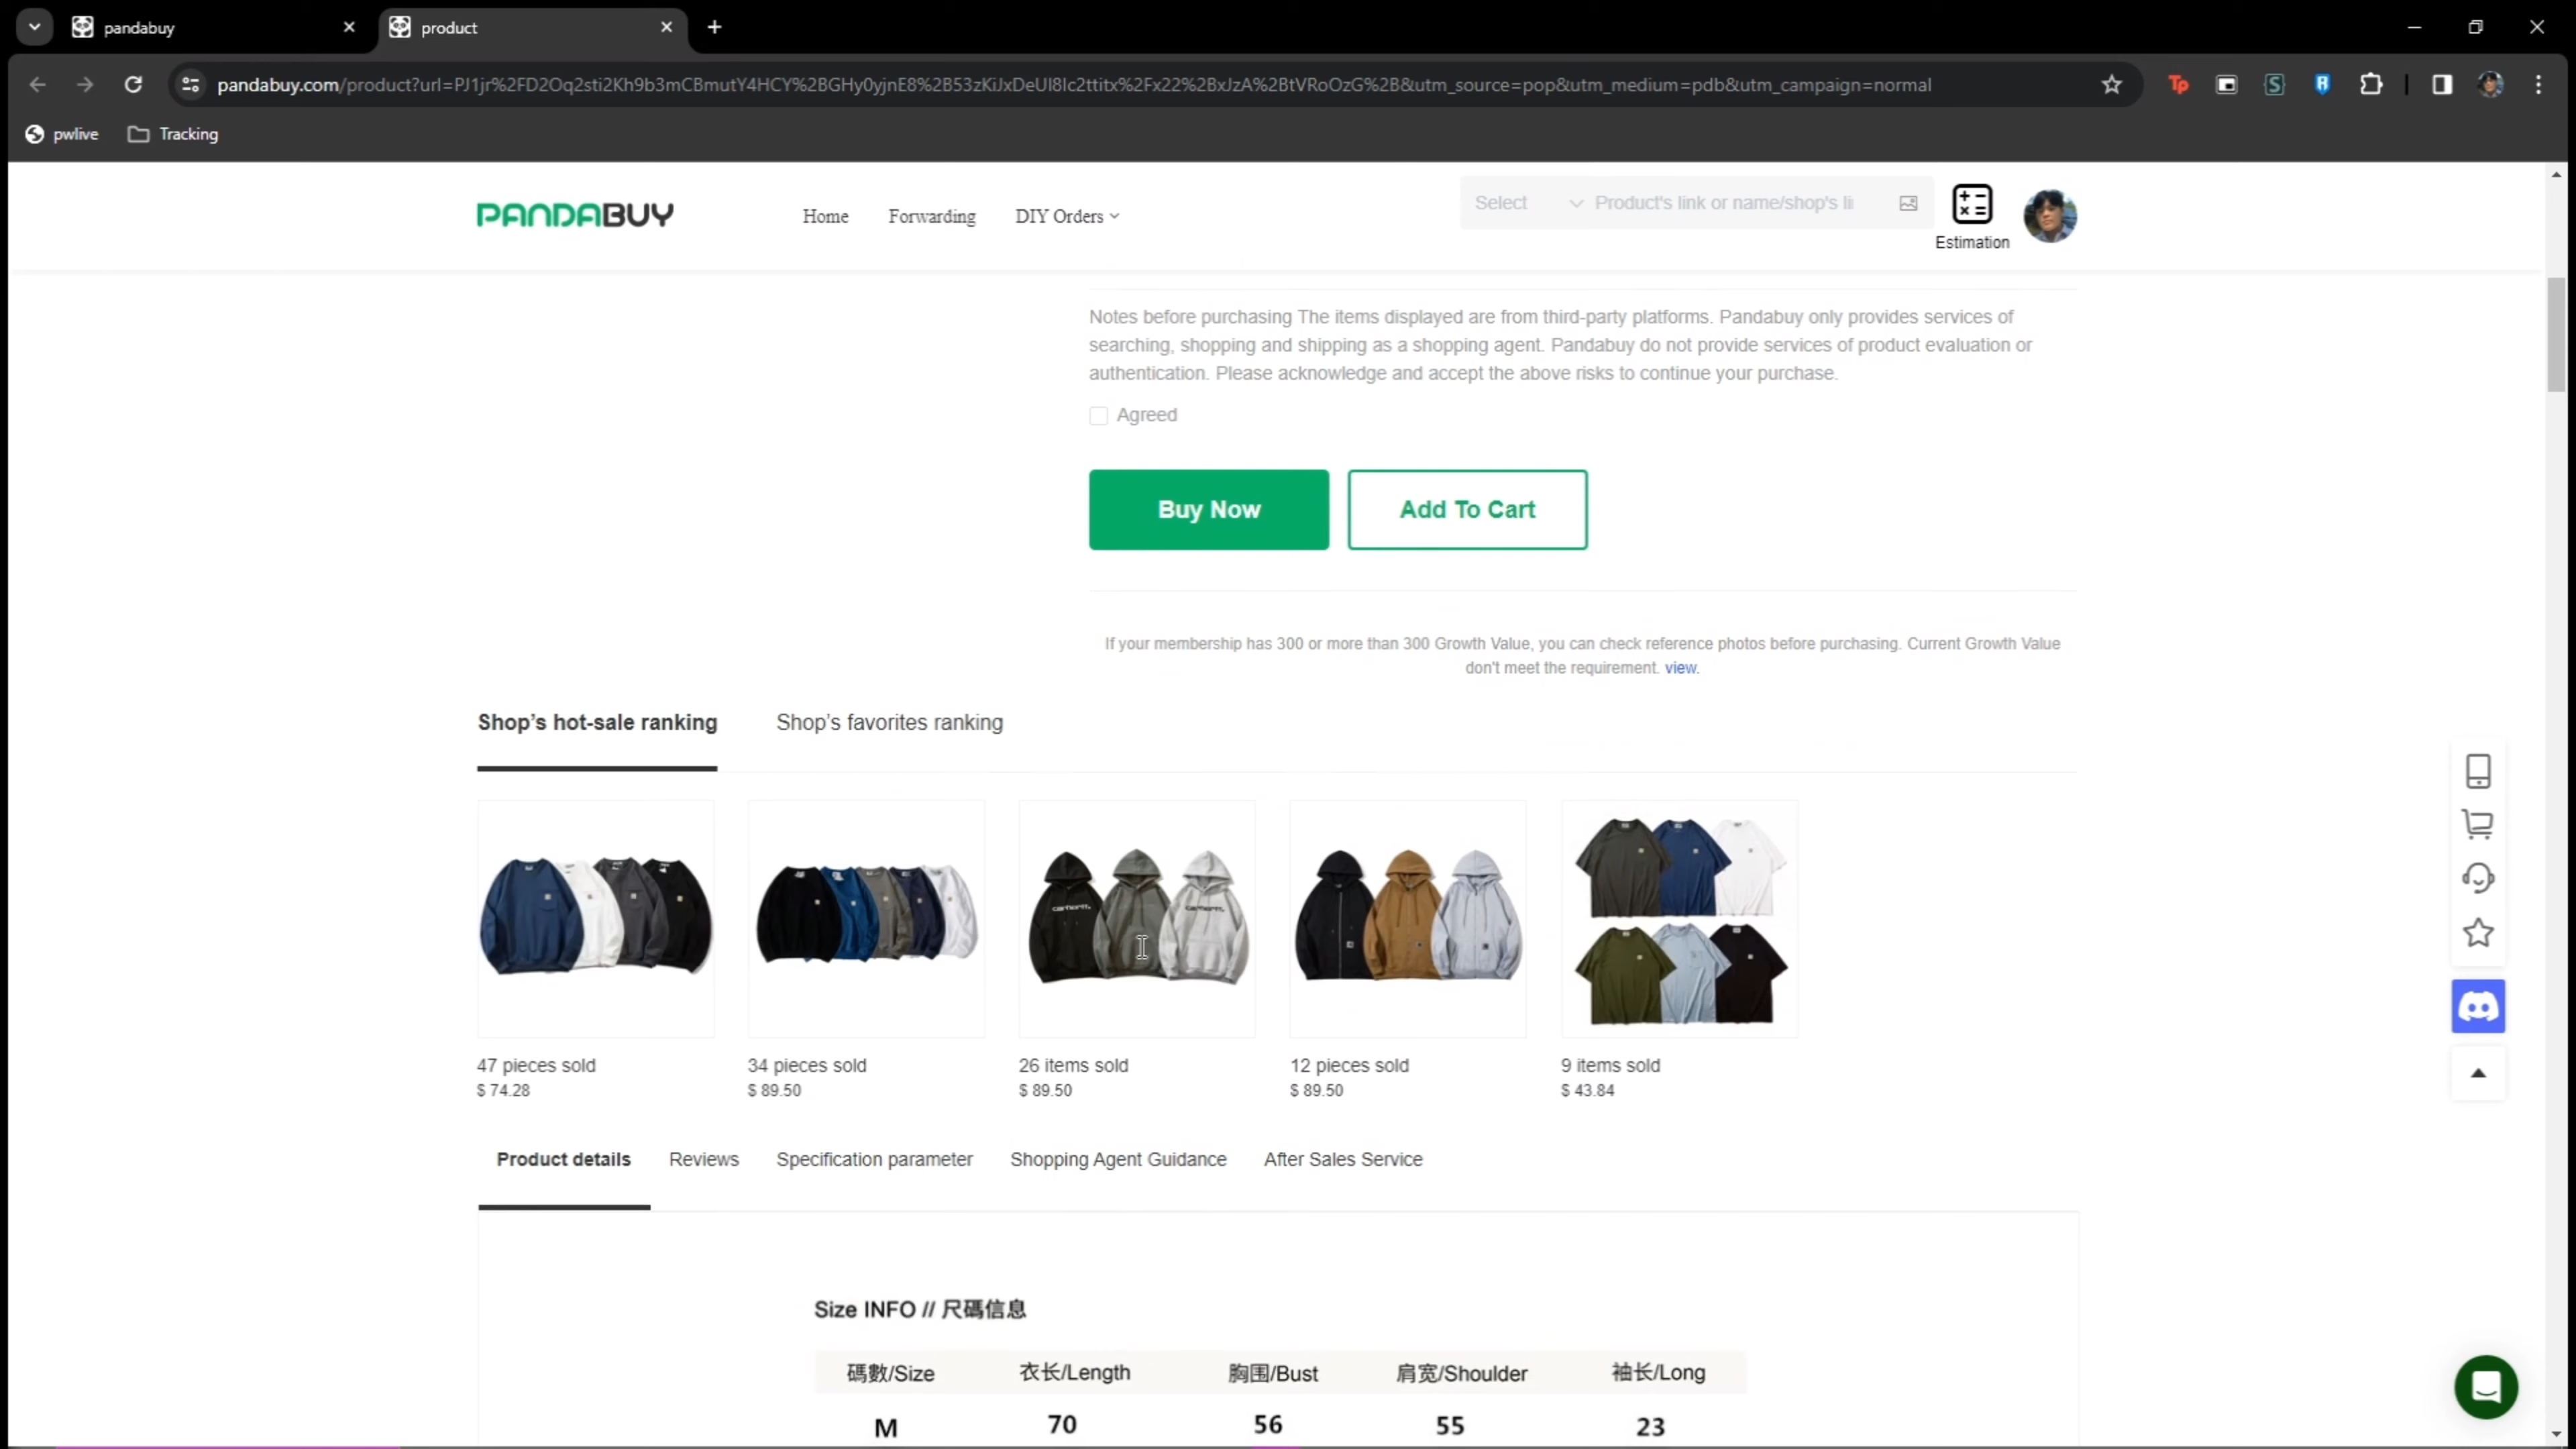 pandabuy
product
pandabuy.com/product?url=PJ1jr%2FD2Oq2sti2Kh9b3mCBmutY4HCY%2BGHy0yjnE8%2B53zKiJxDeUl8lc2ttitx%2Fx22%2BxJzA%2BtVRoOzG%2B&utm_source=pop&utm_medium=pdb&utm_campaign=normal
pwlive
Tracking
PANDABUY
Home
Forwarding
DIY Orders
Select
Product's link or name/shop's li
Estimation
Notes before purchasing The items displayed are from third-party platforms. Pandabuy only provides services of
searching, shopping and shipping as a shopping agent. Pandabuy do not provide services of product evaluation or
authentication. Please acknowledge and accept the above risks to continue your purchase.
Agreed
Buy Now
Add To Cart
If your membership has 300 or more than 300 Growth Value, you can check reference photos before purchasing. Current Growth Value
don't meet the requirement. view.
Shop's hot-sale ranking
Shop's favorites ranking
carhartt.
carhartt.
47 pieces sold
$ 74.28
34 pieces sold
$ 89.50
26 items sold
$ 89.50
12 pieces sold
$ 89.50
9 items sold
$ 43.84
Product details
Reviews
Specification parameter
Shopping Agent Guidance
After Sales Service
Size INFO // 尺碼信息
碼數/Size 衣长/Length 胸围/Bust 肩宽/Shoulder 袖长/Long
M 70 56 55 23